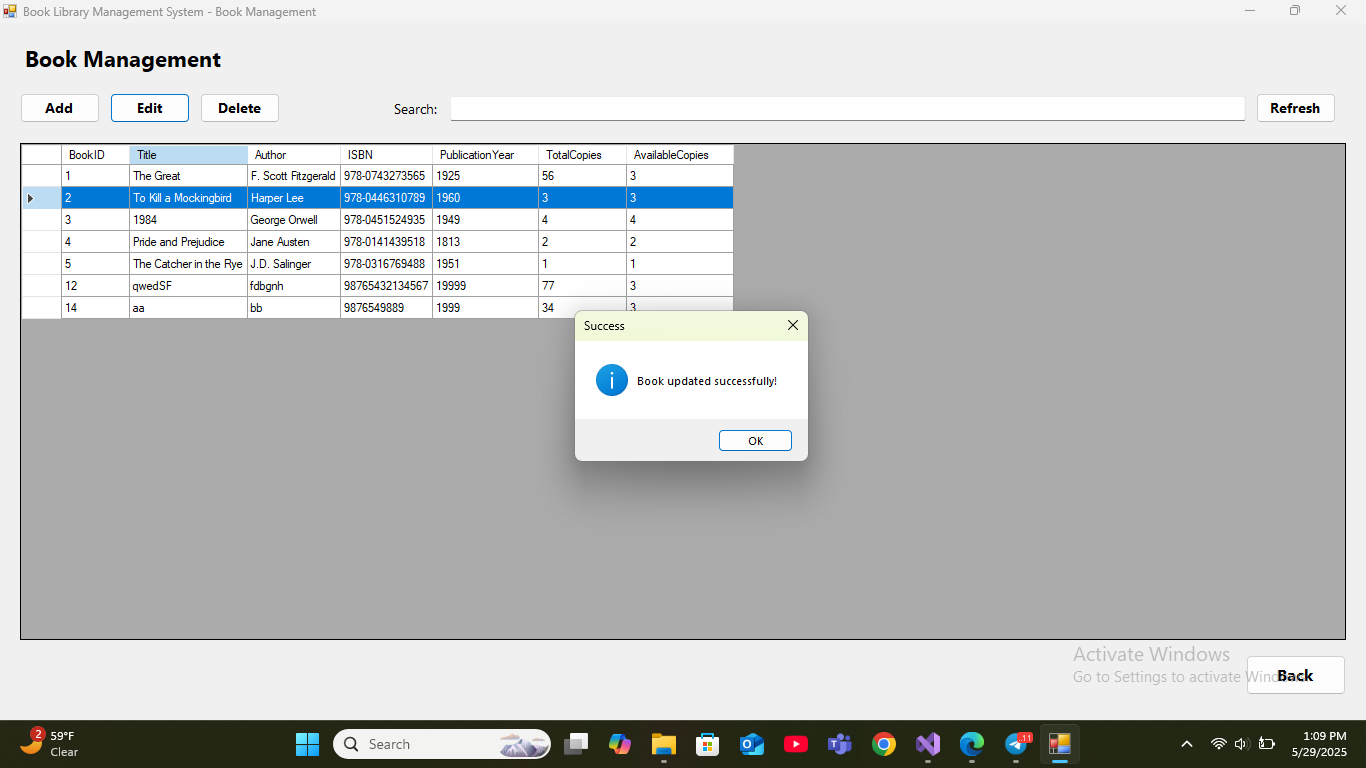 Book Library Management System - Book Management
Book Management
Add Edit Delete Search: Refresh
BookID Title Author ISBN PublicationYear TotalCopies AvailableCopies
1 The Great F. Scott Fitzgerald 978-0743273565 1925 56 3
2 To Kill a Mockingbird Harper Lee 978-0446310789 1960 3 3
3 1984 George Orwell 978-0451524935 1949 4 4
4 Pride and Prejudice Jane Austen 978-0141439518 1813 2 2
5 The Catcher in the Rye J.D. Salinger 978-0316769488 1951 1 1
12 qwedSF fdbgnh 98765432134567 19999 77 3
14 aa bb 9876549889 1999 34 3
Success
Book updated successfully!
OK
Activate Windows
Go to Settings to activate Windows.
Back
2 59°F
Clear
Search
11
1:09 PM
5/29/2025